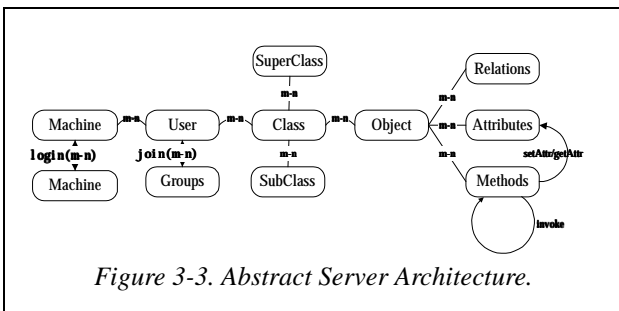 SuperClass
Relations
m-n
m-n
Machine
m-n
User
m-n
Class
m-n
Object
m-n
Attributes
login(m-n)
join(m-n)
m-n
m-n
setAttr/getAttr
Machine
Groups
SubClass
Methods
invoke
Figure 3-3. Abstract Server Architecture.